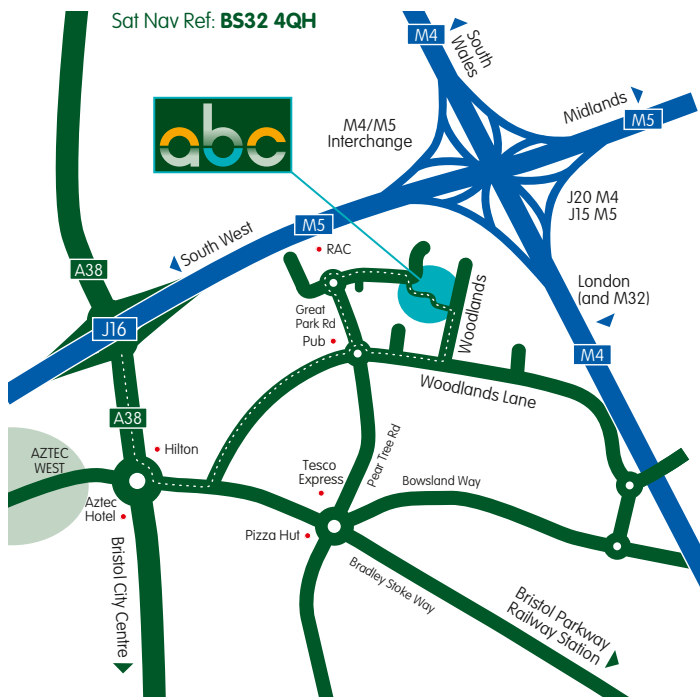 Sat Nav Ref: BS32 4QH
M4
South
Wales
Midlands
M5
M4/M5
Interchange
abc
J20 M4
J15 M5
M5
South West
RAC
A38
London
(and M32)
Great
Park Rd
Woodlands
J16
Pub
M4
Woodlands Lane
A38
Hilton
AZTEC
WEST
Pear Tree Rd
Tesco
Express
Bowsland Way
Aztec
Hotel
Pizza Hut
Bristol City Centre
Bradley Stoke Way
Bristol Parkway
Railway Station